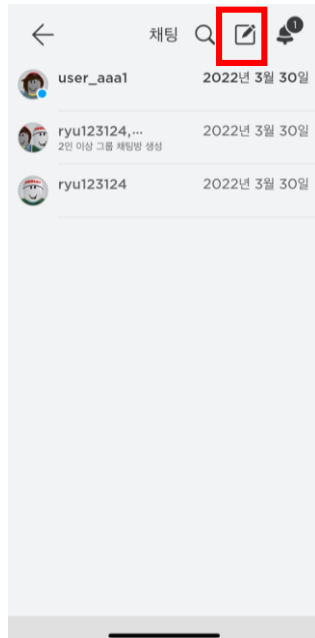 채팅
1
user_aaa1 2022년 3월 30일
ryu123124,... 2022년 3월 30일
2인 이상 그룹 채팅방 생성
ryu123124 2022년 3월 30일